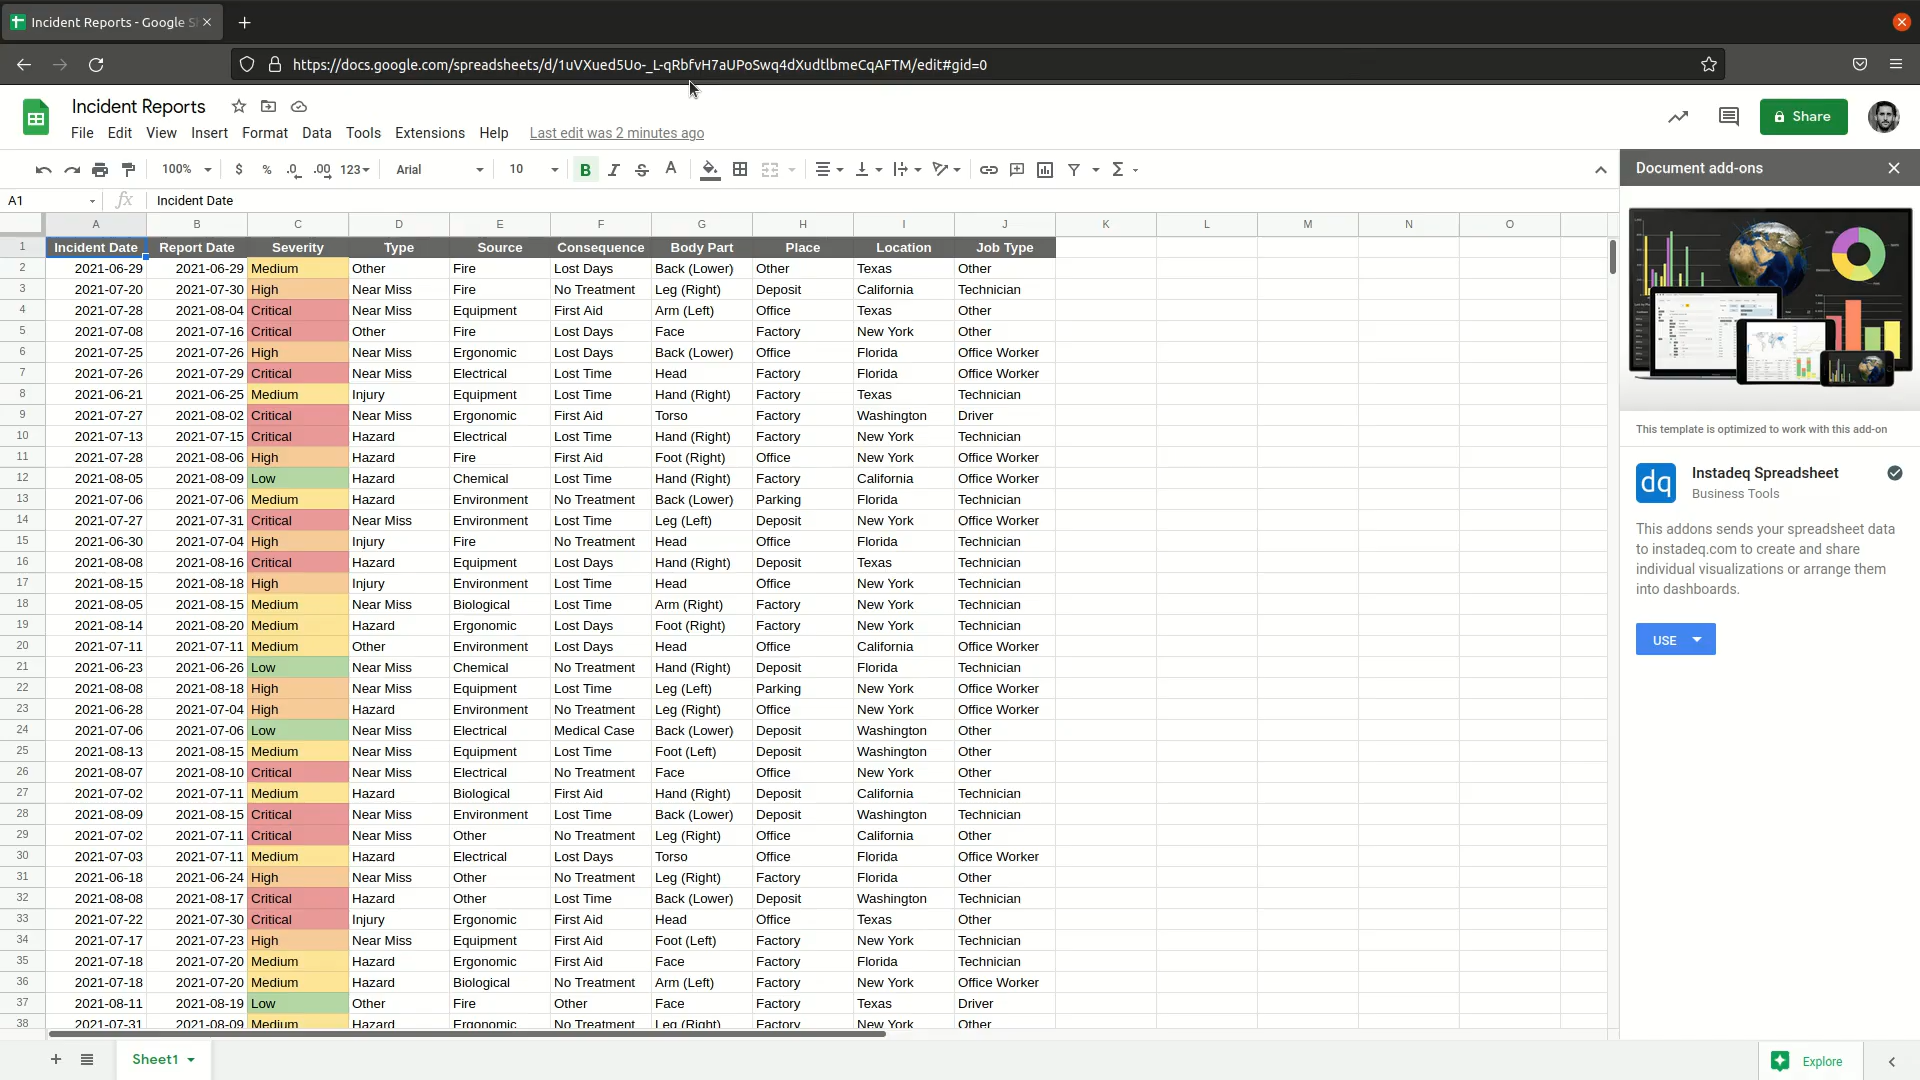 Incident Reports - Google S
https://docs.google.com/spreadsheets/d/1uVXued5Uo-_L-qRbfvH7aUPoSwq4dXudtlbmeCqAFTM/edit#gid=0
Incident Reports
File Edit View Insert Format Data Tools Extensions Help Last edit was 2 minutes ago
Share
100% $ % .0 .00 123 Arial 10 B I S A Σ
Document add-ons
A1 fx Incident Date
A B C D E F G H I J K L M N O
1 Incident Date Report Date Severity Type Source Consequence Body Part Place Location Job Type
2 2021-06-29 2021-06-29 Medium Other Fire Lost Days Back (Lower) Other Texas Other
3 2021-07-20 2021-07-30 High Near Miss Fire No Treatment Leg (Right) Deposit California Technician
4 2021-07-28 2021-08-04 Critical Near Miss Equipment First Aid Arm (Left) Office Texas Other
5 2021-07-08 2021-07-16 Critical Other Fire Lost Days Face Factory New York Other
6 2021-07-25 2021-07-26 High Near Miss Ergonomic Lost Days Back (Lower) Office Florida Office Worker
7 2021-07-26 2021-07-29 Critical Near Miss Electrical Lost Time Head Factory Florida Office Worker
8 2021-06-21 2021-06-25 Medium Injury Equipment Lost Time Hand (Right) Factory Texas Technician
9 2021-07-27 2021-08-02 Critical Near Miss Ergonomic First Aid Torso Factory Washington Driver
10 2021-07-13 2021-07-15 Critical Hazard Electrical Lost Time Hand (Right) Factory New York Technician
11 2021-07-28 2021-08-06 High Hazard Fire First Aid Foot (Right) Office New York Office Worker
12 2021-08-05 2021-08-09 Low Hazard Chemical Lost Time Hand (Right) Factory California Office Worker
13 2021-07-06 2021-07-06 Medium Hazard Environment No Treatment Back (Lower) Parking Florida Technician
14 2021-07-27 2021-07-31 Critical Near Miss Environment Lost Time Leg (Left) Deposit New York Office Worker
15 2021-06-30 2021-07-04 High Injury Fire No Treatment Head Office Florida Technician
16 2021-08-08 2021-08-16 Critical Hazard Equipment Lost Days Hand (Right) Deposit Texas Technician
17 2021-08-15 2021-08-18 High Injury Environment Lost Time Head Office New York Technician
18 2021-08-05 2021-08-15 Medium Near Miss Biological Lost Time Arm (Right) Factory New York Technician
19 2021-08-14 2021-08-20 Medium Hazard Ergonomic Lost Days Foot (Right) Factory New York Technician
20 2021-07-11 2021-07-11 Medium Other Environment Lost Days Head Office California Office Worker
21 2021-06-23 2021-06-26 Low Near Miss Chemical No Treatment Hand (Right) Deposit Florida Technician
22 2021-08-08 2021-08-18 High Near Miss Equipment Lost Time Leg (Left) Parking New York Office Worker
23 2021-06-28 2021-07-04 High Hazard Environment No Treatment Leg (Right) Office New York Office Worker
24 2021-07-06 2021-07-06 Low Near Miss Electrical Medical Case Back (Lower) Deposit Washington Other
25 2021-08-13 2021-08-15 Medium Near Miss Equipment Lost Time Foot (Left) Deposit Washington Other
26 2021-08-07 2021-08-10 Critical Near Miss Electrical No Treatment Face Office New York Other
27 2021-07-02 2021-07-11 Medium Hazard Biological First Aid Hand (Right) Deposit California Technician
28 2021-08-09 2021-08-15 Critical Near Miss Environment Lost Time Back (Lower) Deposit Washington Technician
29 2021-07-02 2021-07-11 Critical Near Miss Other No Treatment Leg (Right) Office California Other
30 2021-07-03 2021-07-11 Medium Hazard Electrical Lost Days Torso Office Florida Office Worker
31 2021-06-18 2021-06-24 High Near Miss Other No Treatment Leg (Right) Factory Florida Other
32 2021-08-08 2021-08-17 Critical Hazard Other Lost Time Back (Lower) Deposit Washington Technician
33 2021-07-22 2021-07-30 Critical Injury Ergonomic First Aid Head Office Texas Other
34 2021-07-17 2021-07-23 High Near Miss Equipment First Aid Foot (Left) Factory New York Technician
35 2021-07-18 2021-07-20 Medium Hazard Ergonomic First Aid Face Factory Florida Technician
36 2021-07-18 2021-07-20 Medium Hazard Biological No Treatment Arm (Left) Factory New York Office Worker
37 2021-08-11 2021-08-19 Low Other Fire Other Face Factory Texas Driver
38 2021-07-31 2021-08-09 Medium Hazard Ergonomic No Treatment Leg (Right) Factory New York Other
This template is optimized to work with this add-on
dq
Instadeq Spreadsheet
Business Tools
This addons sends your spreadsheet data
to instadeq.com to create and share
individual visualizations or arrange them
into dashboards.
USE
Sheet1
Explore